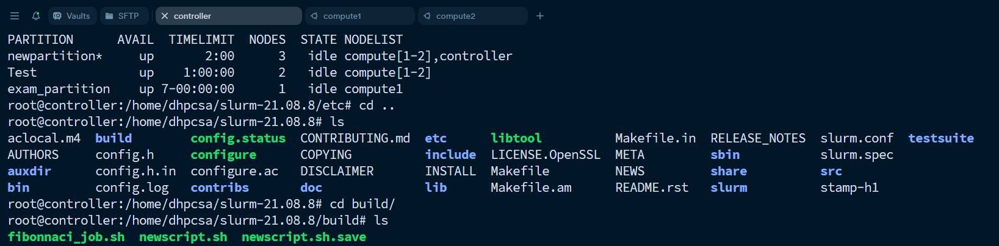 Vaults SFTP controller compute1 compute2
PARTITION AVAIL TIMELIMIT NODES STATE NODELIST
newpartition* up 2:00 3 idle compute[1-2],controller
Test up 1:00:00 2 idle compute[1-2]
exam_partition up 7-00:00:00 1 idle compute1
root@controller:/home/dhpcsa/slurm-21.08.8/etc# cd ..
root@controller:/home/dhpcsa/slurm-21.08.8# ls
aclocal.m4 build config.status CONTRIBUTING.md etc libtool Makefile.in RELEASE_NOTES slurm.conf testsuite
AUTHORS config.h configure COPYING include LICENSE.OpenSSL META sbin slurm.spec
auxdir config.h.in configure.ac DISCLAIMER INSTALL Makefile NEWS share src
bin config.log contribs doc lib Makefile.am README.rst slurm stamp-h1
root@controller:/home/dhpcsa/slurm-21.08.8# cd build/
root@controller:/home/dhpcsa/slurm-21.08.8/build# ls
fibonnaci_job.sh newscript.sh newscript.sh.save